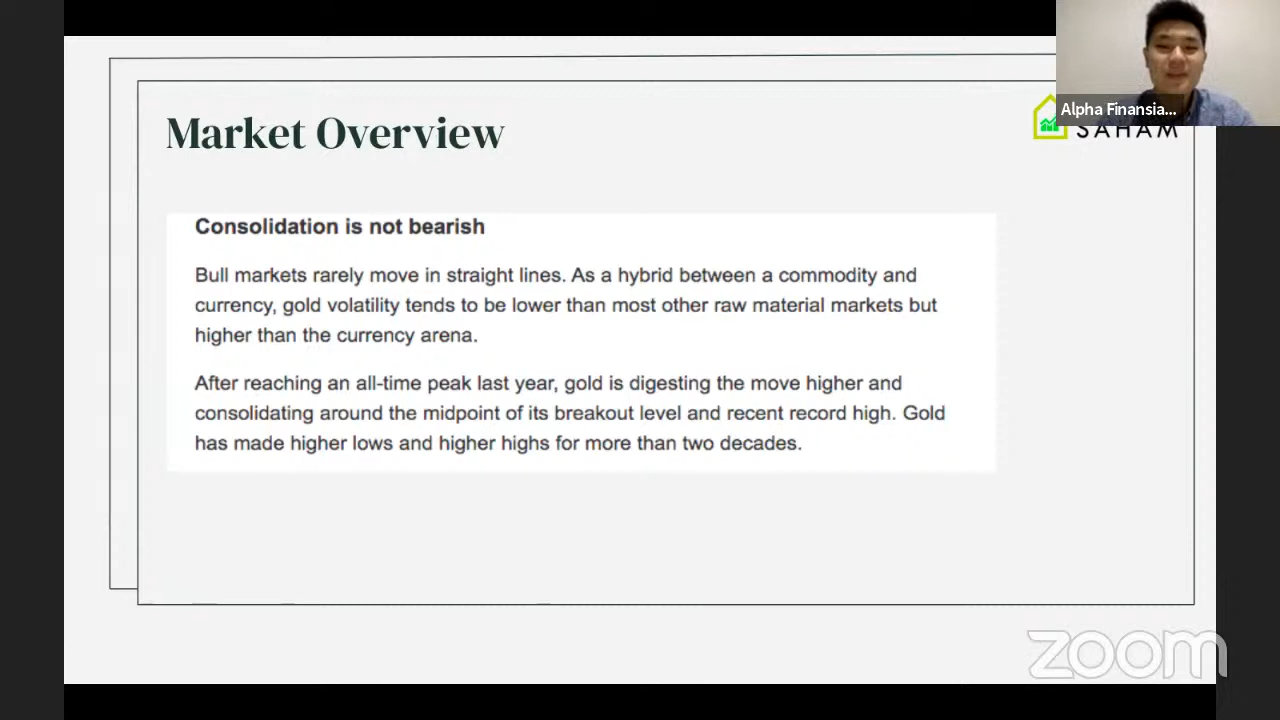 Market Overview
Alpha Finansia...
SAHAM
Consolidation is not bearish
Bull markets rarely move in straight lines. As a hybrid between a commodity and
currency, gold volatility tends to be lower than most other raw material markets but
higher than the currency arena.
After reaching an all-time peak last year, gold is digesting the move higher and
consolidating around the midpoint of its breakout level and recent record high. Gold
has made higher lows and higher highs for more than two decades.
zoom